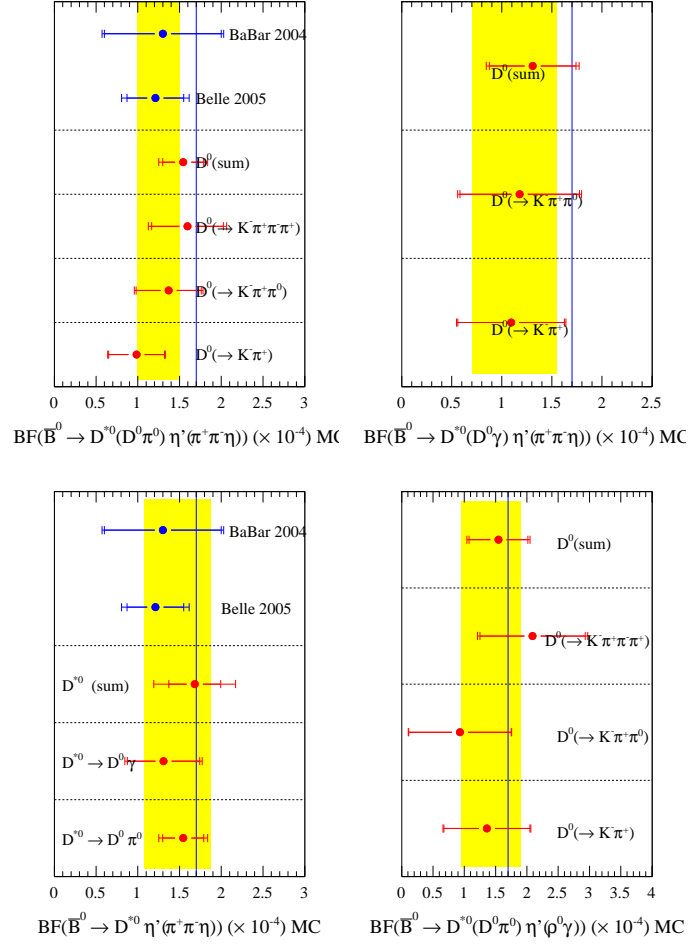 BaBar 2004
Belle 2005
D⁰(sum)
D⁰(→ K⁻π⁺π⁻π⁺)
D⁰(→ K⁻π⁺π⁰)
D⁰(→ K⁻π⁺)
0 0.5 1 1.5 2 2.5 3
BF(B̅⁰ → D*⁰(D⁰π⁰) η'(π⁺π⁻η)) (× 10⁻⁴) MC
D⁰(sum)
D⁰(→ K⁻π⁺π⁰)
D⁰(→ K⁻π⁺)
0 0.5 1 1.5 2 2.5
BF(B̅⁰ → D*⁰(D⁰γ) η'(π⁺π⁻η)) (× 10⁻⁴) MC
BaBar 2004
Belle 2005
D*⁰ (sum)
D*⁰ → D⁰ γ
D*⁰ → D⁰ π⁰
0 0.5 1 1.5 2 2.5 3
BF(B̅⁰ → D*⁰ η'(π⁺π⁻η)) (× 10⁻⁴) MC
D⁰(sum)
D⁰(→ K⁻π⁺π⁻π⁺)
D⁰(→ K⁻π⁺π⁰)
D⁰(→ K⁻π⁺)
0 0.5 1 1.5 2 2.5 3 3.5 4
BF(B̅⁰ → D*⁰(D⁰π⁰) η'(ρ⁰γ)) (× 10⁻⁴) MC